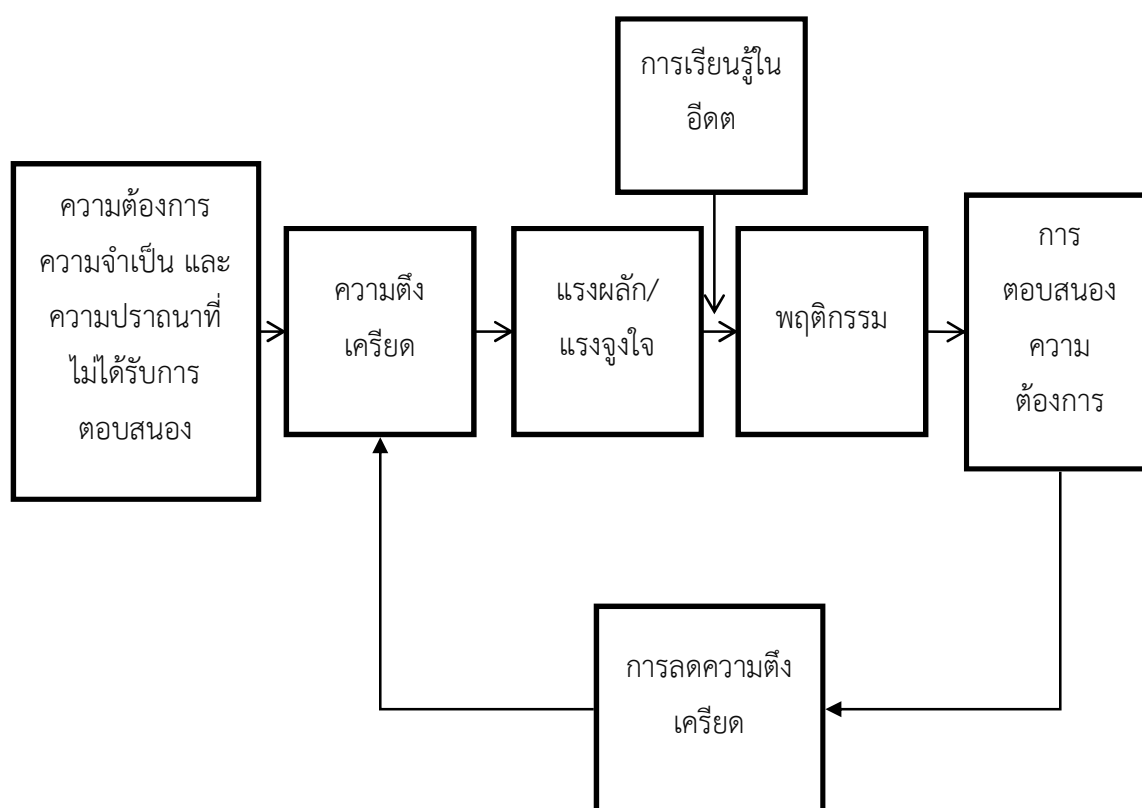 การเรียนรู้ใน
อีดต
ความต้องการ
ความจำเป็น และ
ความปราถนาที่
ไม่ได้รับการ
ตอบสนอง
ความตึง
เครียด
แรงผลัก/
แรงจูงใจ
พฤติกรรม
การ
ตอบสนอง
ความ
ต้องการ
การลดความตึง
เครียด